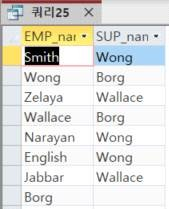 쿼리25
EMP_nar SUP_nam
Smith Wong
Wong Borg
Zelaya Wallace
Wallace Borg
Narayan Wong
English Wong
Jabbar Wallace
Borg